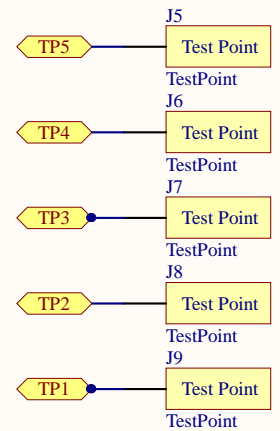 J5
TP5 Test Point
TestPoint
J6
TP4 Test Point
TestPoint
J7
TP3 Test Point
TestPoint
J8
TP2 Test Point
TestPoint
J9
TP1 Test Point
TestPoint